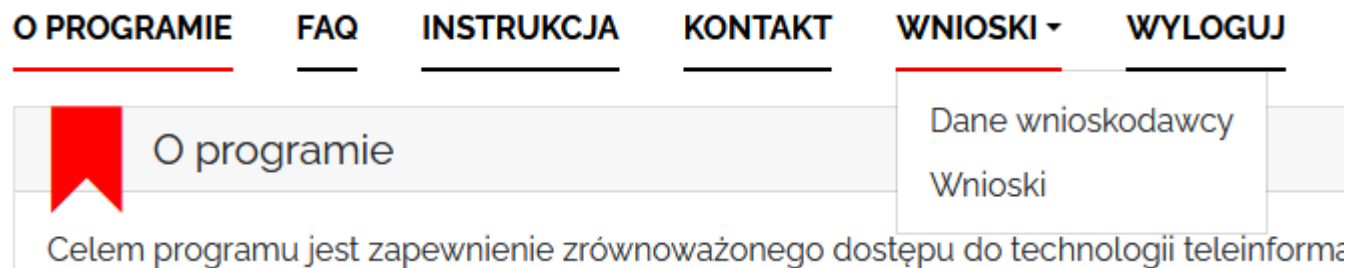 O PROGRAMIE FAQ INSTRUKCJA KONTAKT WNIOSKI WYLOGUJ
O programie
Dane wnioskodawcy
Wnioski
Celem programu jest zapewnienie zrównoważonego dostępu do technologii teleinforma